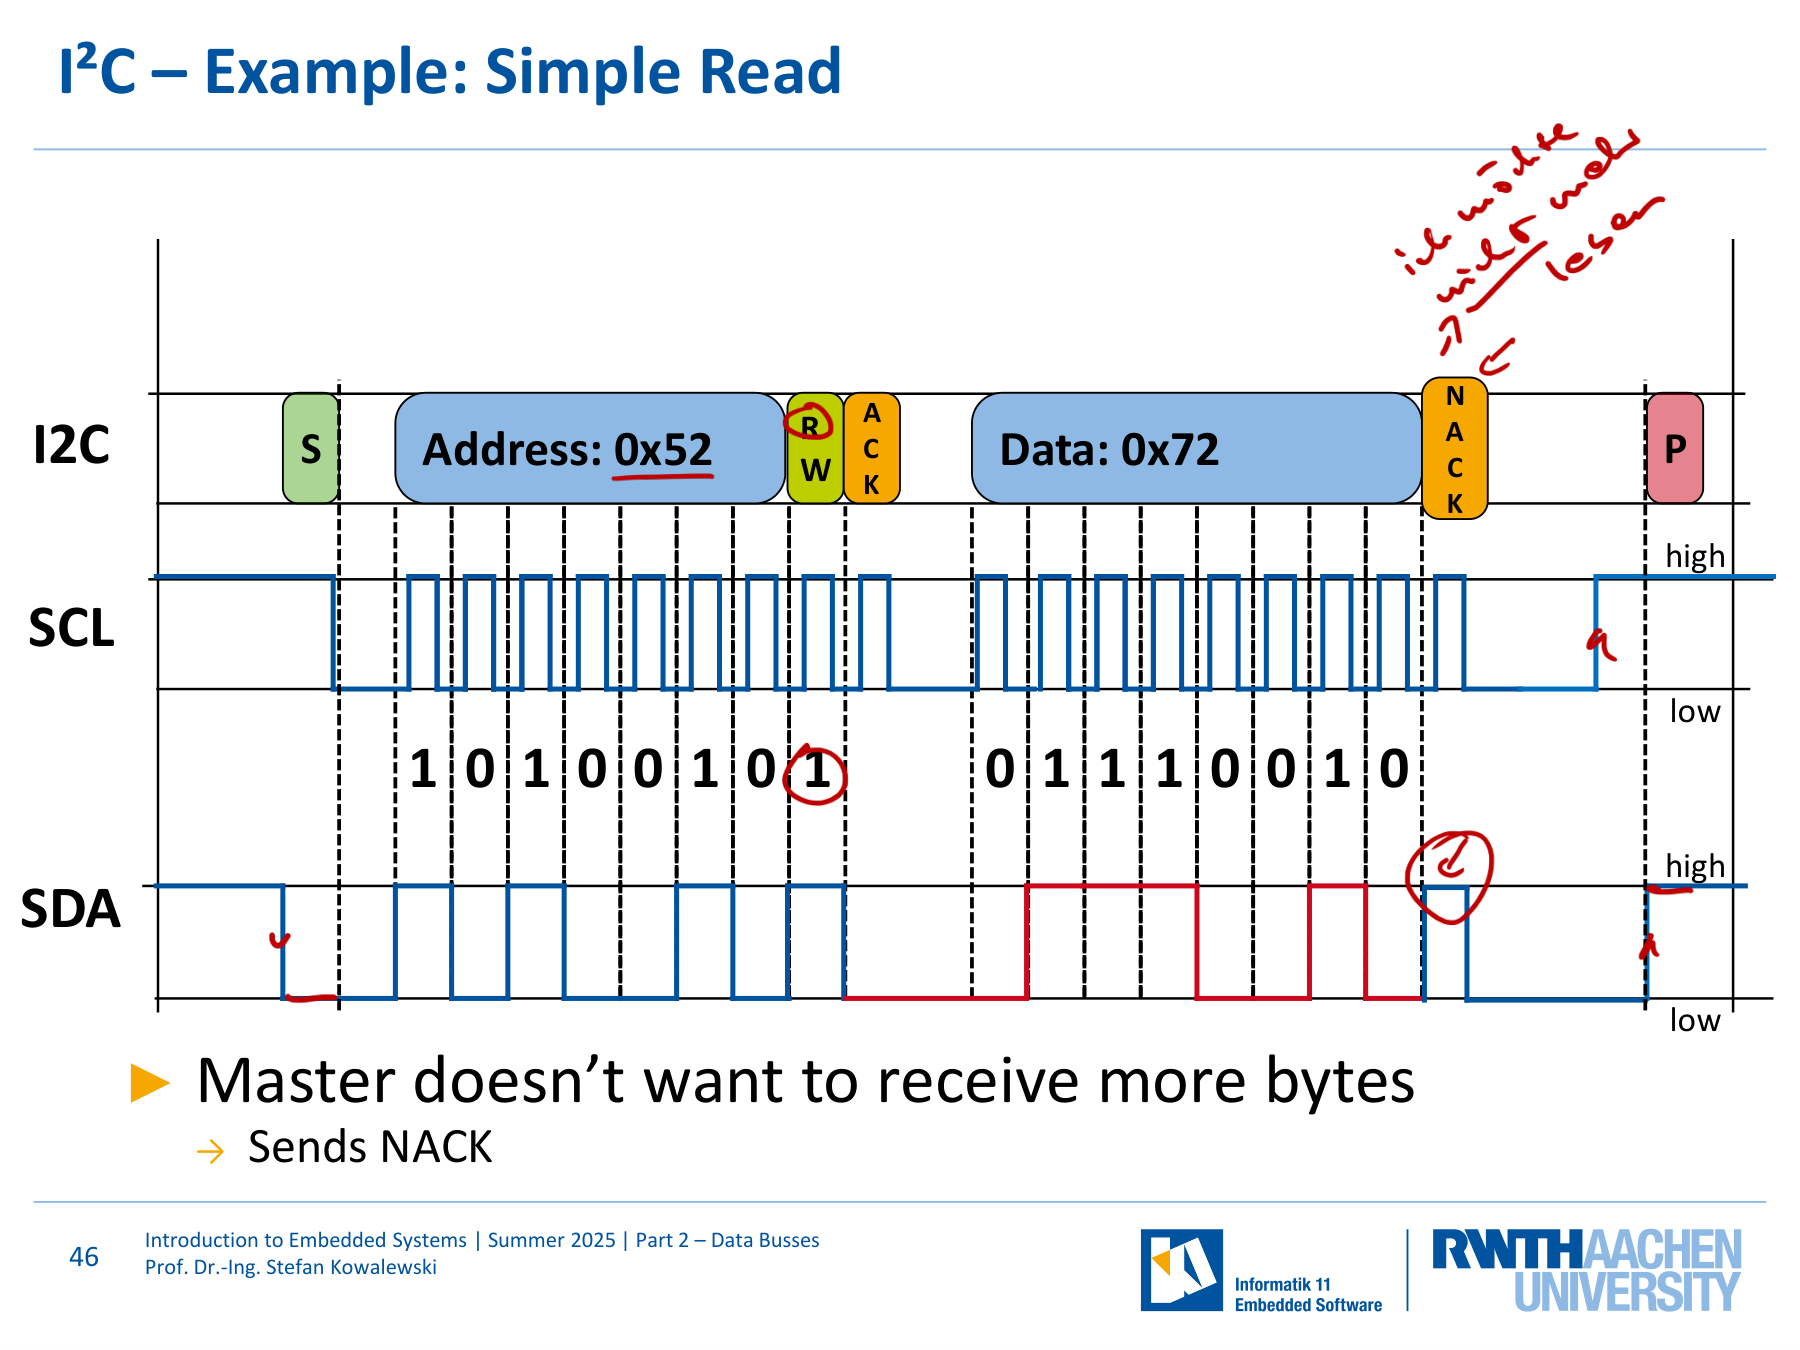 I²C – Example: Simple Read
ich möchte
nicht mehr
lesen
I2C
S
Address: 0x52
R
W
A
C
K
Data: 0x72
N
A
C
K
P
high
SCL
low
1 0 1 0 0 1 0 1 0 1 1 1 0 0 1 0
high
SDA
low
Master doesn’t want to receive more bytes
Sends NACK
46
Introduction to Embedded Systems | Summer 2025 | Part 2 – Data Busses
Prof. Dr.-Ing. Stefan Kowalewski
Informatik 11
Embedded Software
RWTHAACHEN
UNIVERSITY